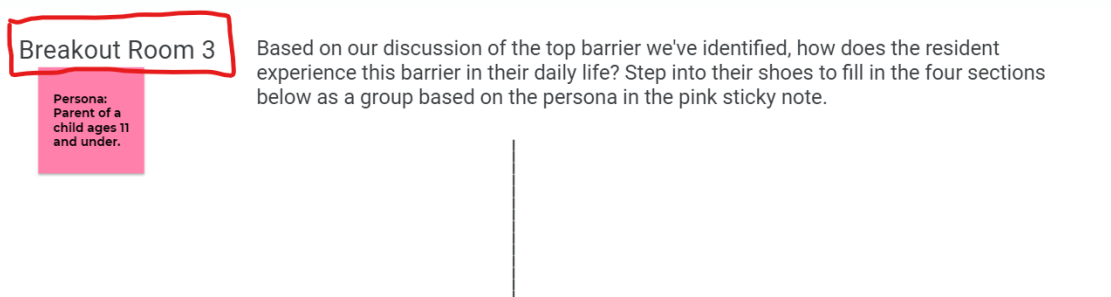 Breakout Room 3
Based on our discussion of the top barrier we've identified, how does the resident
experience this barrier in their daily life? Step into their shoes to fill in the four sections
below as a group based on the persona in the pink sticky note.
Persona:
Parent of a
child ages 11
and under.